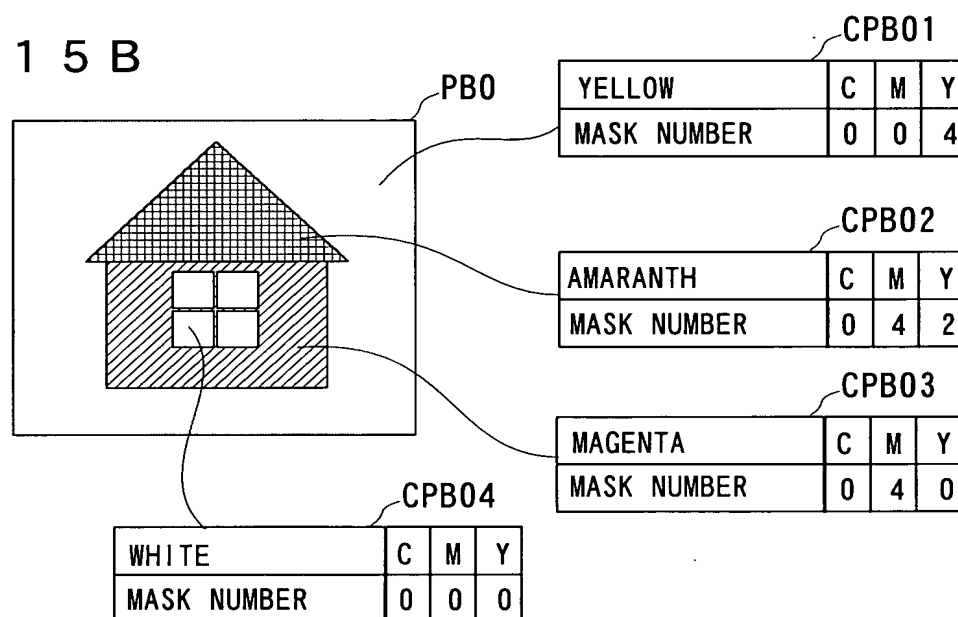 15B
PB0
CPB01
YELLOW C M Y
MASK NUMBER 0 0 4
CPB02
AMARANTH C M Y
MASK NUMBER 0 4 2
CPB03
MAGENTA C M Y
MASK NUMBER 0 4 0
CPB04
WHITE C M Y
MASK NUMBER 0 0 0